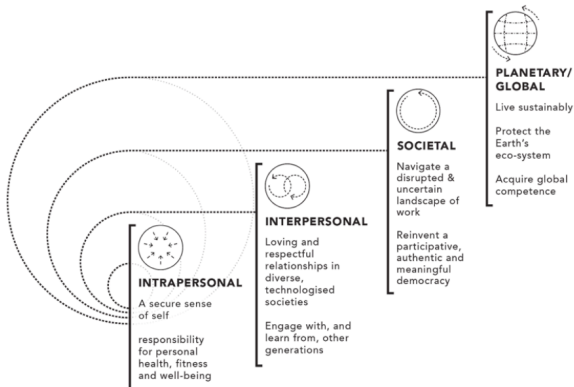 PLANETARY/
GLOBAL
Live sustainably
Protect the
Earth's
eco-system
Acquire global
competence
SOCIETAL
Navigate a
disrupted &
uncertain
landscape of
work
Reinvent a
participative,
authentic and
meaningful
democracy
INTERPERSONAL
Loving and
respectful
relationships in
diverse,
technologised
societies
Engage with, and
learn from, other
generations
INTRAPERSONAL
A secure sense
of self
responsibility
for personal
health, fitness
and well-being